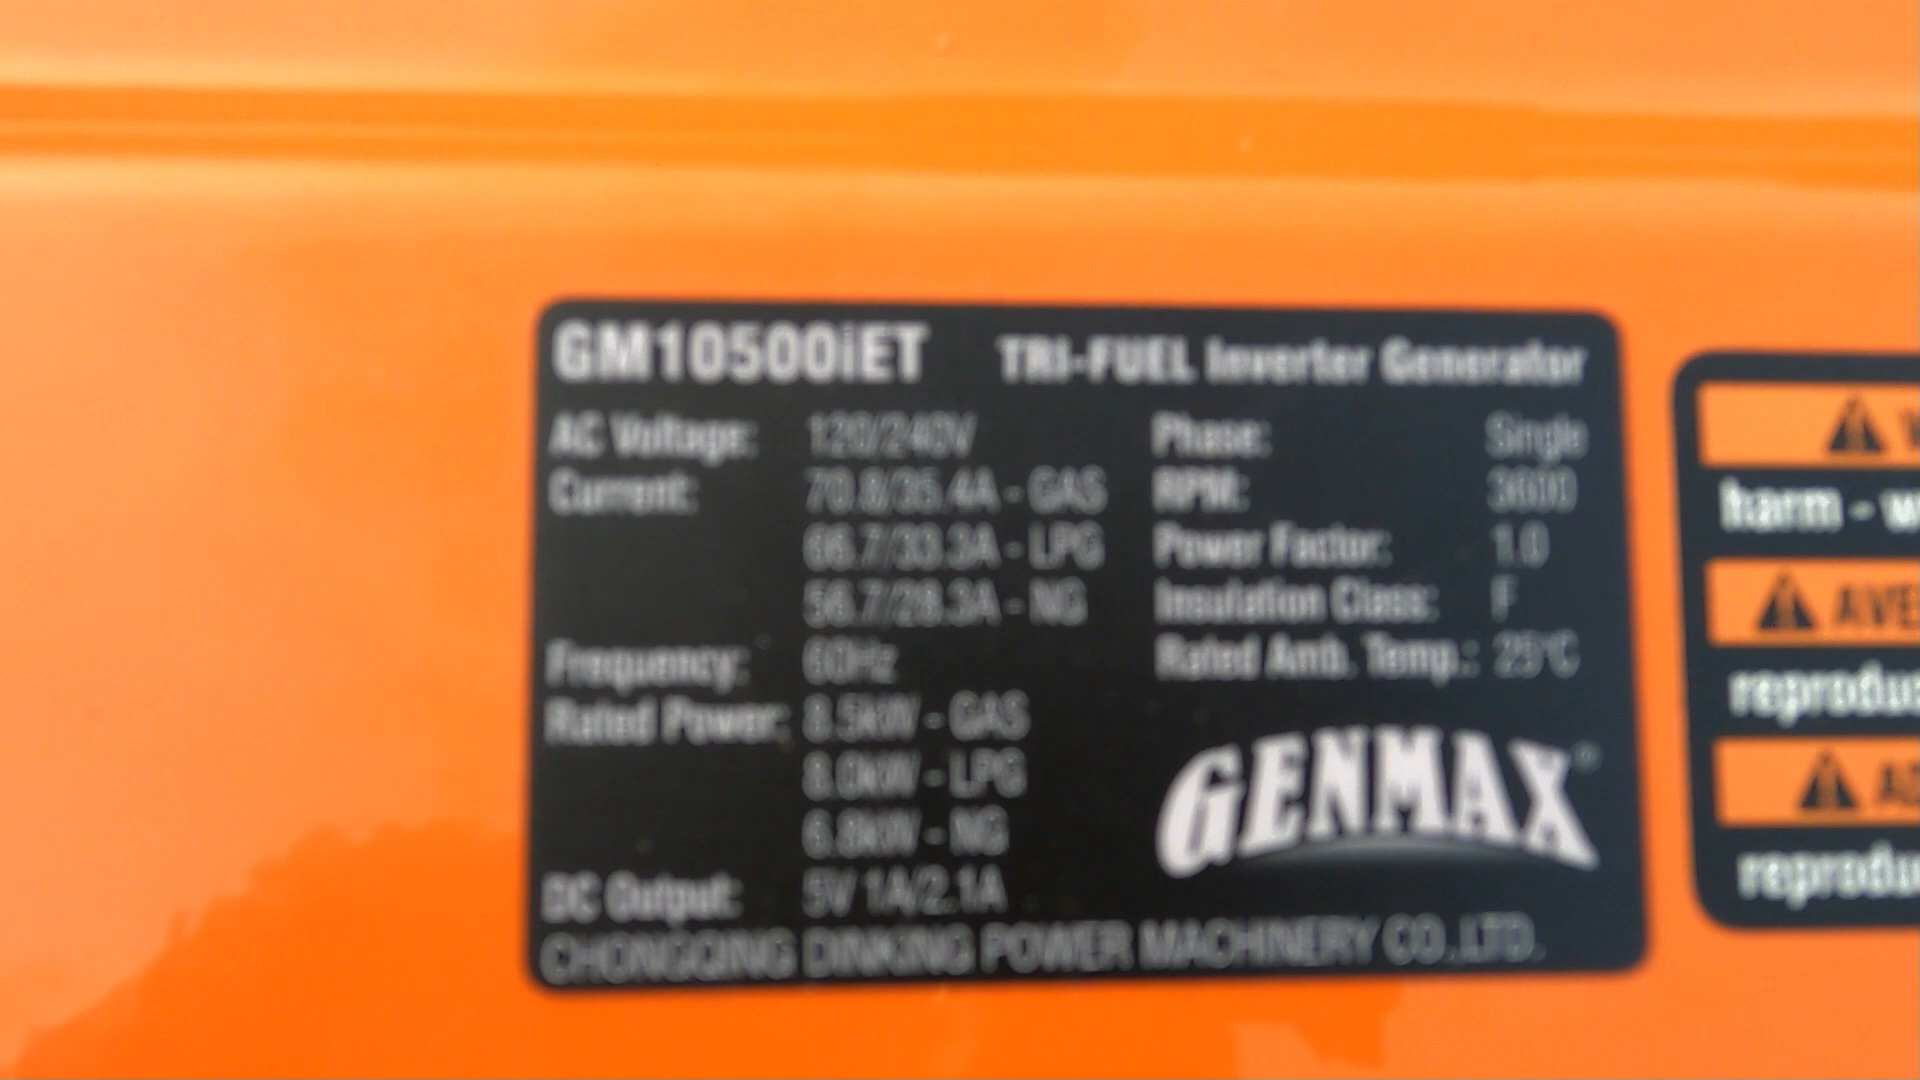 GM10500iET TRI-FUEL Inverter Generator
AC Voltage: 120/240V Phase: Single
Current: 70.8/35.4A - GAS RPM: 3600
66.7/33.3A - LPG Power Factor: 1.0
56.7/28.3A - NG Insulation Class: F
Frequency: 60Hz Rated Amb. Temp.: 25°C
Rated Power: 8.5kW - GAS
8.0kW - LPG
6.8kW - NG
GENMAX
DC Output: 5V 1A/2.1A
CHONGQING DINKING POWER MACHINERY CO.,LTD.
harm - w
AVE
reproduc
reprodu